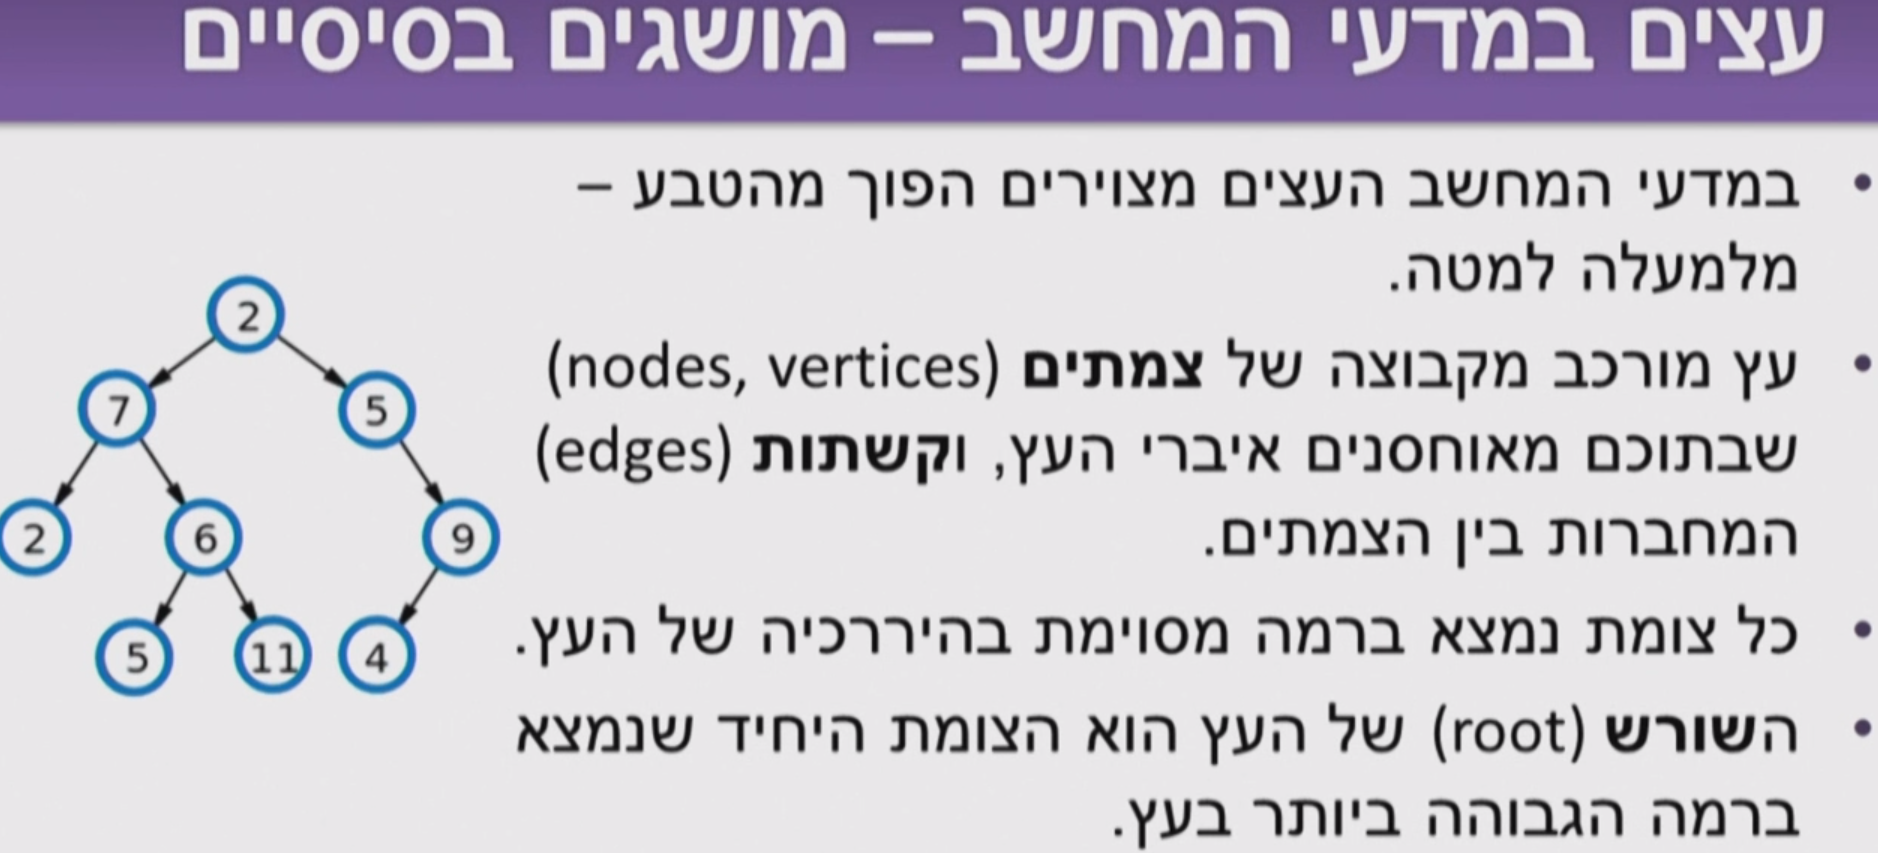 עצים במדעי המחשב – מושגים בסיסיים
• במדעי המחשב העצים מצוירים הפוך מהטבע –
מלמעלה למטה.
• עץ מורכב מקבוצה של צמתים (nodes, vertices)
שבתוכם מאוחסנים איברי העץ, וקשתות (edges)
המחברות בין הצמתים.
• כל צומת נמצא ברמה מסוימת בהיררכיה של העץ.
• השורש (root) של העץ הוא הצומת היחיד שנמצא
ברמה הגבוהה ביותר בעץ.
2
7 5
2 6 9
5 11 4